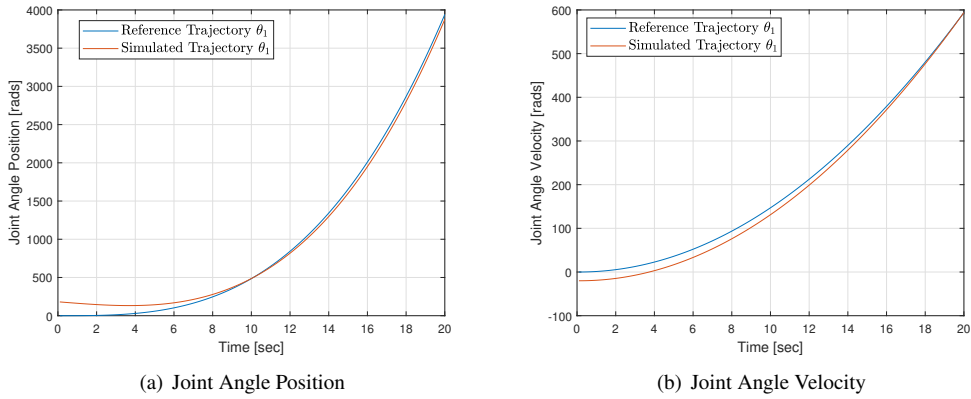 4000
3500
3000
2500
2000
1500
1000
500
0
Joint Angle Position [rads]
Reference Trajectory θ₁
Simulated Trajectory θ₁
0 2 4 6 8 10 12 14 16 18 20
Time [sec]
(a) Joint Angle Position
600
500
400
300
200
100
0
-100
Joint Angle Velocity [rads]
Reference Trajectory θ₁
Simulated Trajectory θ₁
0 2 4 6 8 10 12 14 16 18 20
Time [sec]
(b) Joint Angle Velocity